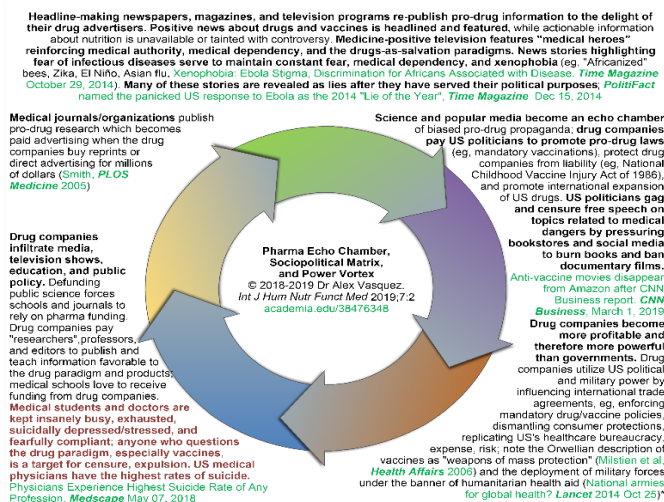 Headline-making newspapers, magazines, and television programs re-publish pro-drug information to the delight of
their drug advertisers. Positive news about drugs and vaccines is headlined and featured, while actionable information
about nutrition is unavailable or tainted with controversy. Medicine-positive television features "medical heroes"
reinforcing medical authority, medical dependency, and the drugs-as-salvation paradigms. News stories highlighting
fear of infectious diseases serve to maintain constant fear, medical dependency, and xenophobia (eg, "Africanized"
bees, Zika, El Niño, Asian flu, Xenophobia: Ebola Stigma, Discrimination for Africans Associated with Disease. Time Magazine
October 29, 2014). Many of these stories are revealed as lies after they have served their political purposes; PolitiFact
named the panicked US response to Ebola as the 2014 "Lie of the Year", Time Magazine Dec 15, 2014
Medical journals/organizations publish
pro-drug research which becomes
paid advertising when the drug
companies buy reprints or
direct advertising for millions
of dollars (Smith, PLOS
Medicine 2005)
Science and popular media become an echo chamber
of biased pro-drug propaganda; drug companies
pay US politicians to promote pro-drug laws
(eg, mandatory vaccinations), protect drug
companies from liability (eg, National
Childhood Vaccine Injury Act of 1986),
and promote international expansion
of US drugs. US politicians gag
and censure free speech on
topics related to medical
dangers by pressuring
bookstores and social media
to burn books and ban
documentary films.
Anti-vaccine movies disappear
from Amazon after CNN
Business report. CNN
Business, March 1, 2019
Drug companies become
more profitable and
therefore more powerful
than governments. Drug
companies utilize US political
and military power by
influencing international trade
agreements, eg, enforcing
mandatory drug/vaccine policies,
dismantling consumer protections,
replicating US's healthcare bureaucracy,
expense, risk; note the Orwellian description of
vaccines as "weapons of mass protection" (Milstien et al,
Health Affairs 2006) and the deployment of military forces
under the banner of humanitarian aid (National armies
for global health? Lancet 2014 Oct 25)*
Drug companies
infiltrate media,
television shows,
education, and public
policy. Defunding
public science forces
schools and journals to
rely on pharma funding.
Drug companies pay
"researchers",professors,
and editors to publish and
teach information favorable to
the drug paradigm and products;
medical schools love to receive
funding from drug companies.
Medical students and doctors are
kept insanely busy, exhausted,
suicidally depressed/stressed, and
fearfully compliant; anyone who questions
the drug paradigm, especially vaccines,
is a target for censure, expulsion. US medical
physicians have the highest rates of suicide.
Physicians Experience Highest Suicide Rate of Any
Profession. Medscape May 07, 2018
Pharma Echo Chamber,
Sociopolitical Matrix,
and Power Vortex
© 2018-2019 Dr Alex Vasquez.
Int J Hum Nutr Funct Med 2019;7:2
academia.edu/38476348